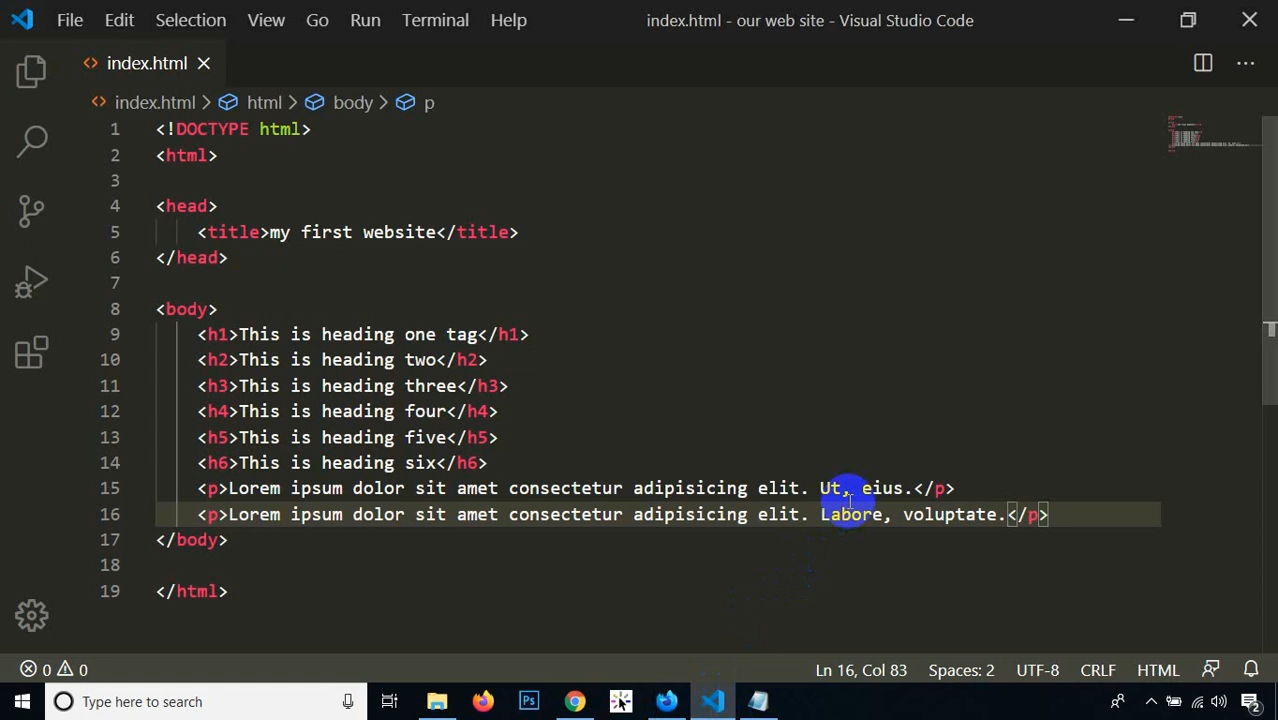 File Edit Selection View Go Run Terminal Help index.html - our web site - Visual Studio Code
index.html
index.html > html > body > p
1 <!DOCTYPE html>
2 <html>
3
4 <head>
5 <title>my first website</title>
6 </head>
7
8 <body>
9 <h1>This is heading one tag</h1>
10 <h2>This is heading two</h2>
11 <h3>This is heading three</h3>
12 <h4>This is heading four</h4>
13 <h5>This is heading five</h5>
14 <h6>This is heading six</h6>
15 <p>Lorem ipsum dolor sit amet consectetur adipisicing elit. Ut, eius.</p>
16 <p>Lorem ipsum dolor sit amet consectetur adipisicing elit. Labore, voluptate.</p>
17 </body>
18
19 </html>
0 0 Ln 16, Col 83 Spaces: 2 UTF-8 CRLF HTML
Type here to search Ps 2